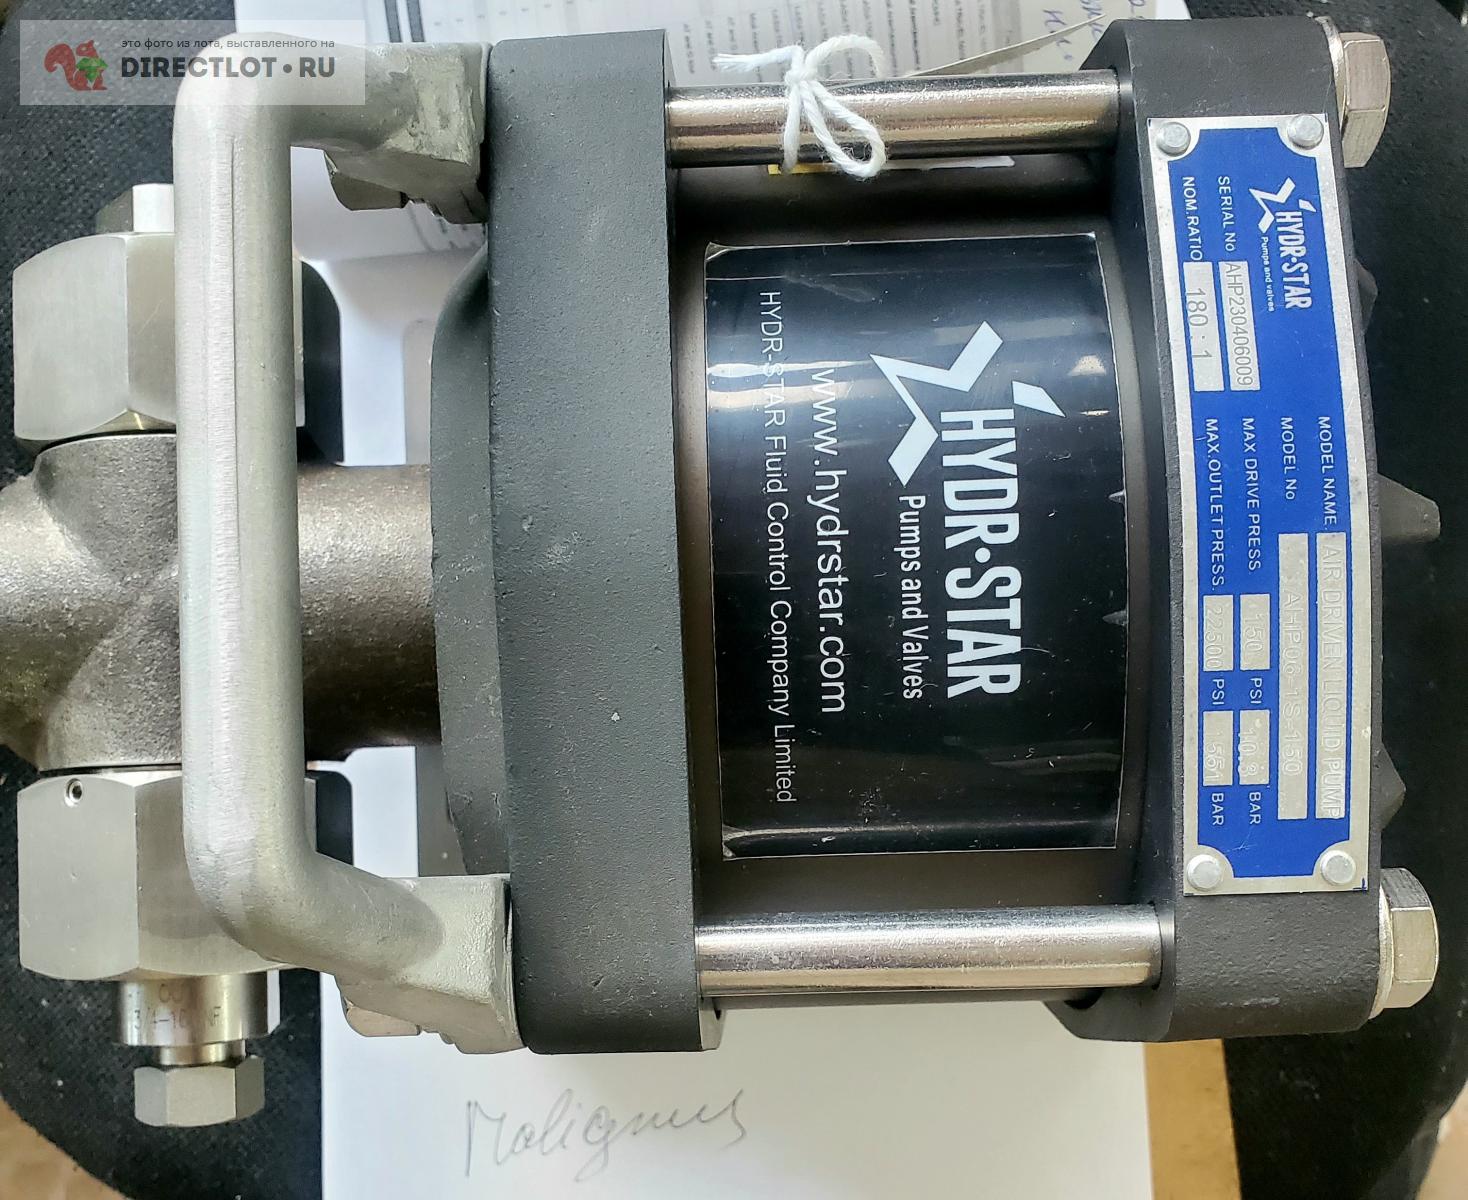 это фото из лота, выставленного на
DIRECTLOT•RU
HYDR•STAR
Pumps and Valves
www.hydrstar.com
HYDR-STAR Fluid Control Company Limited
HYDR•STAR
Pumps and valves
SERIAL No AHP230406009
NOM.RATIO 180 : 1
MODEL NAME. AIR DRIVEN LIQUID PUMP
MODEL No AHP06-1S-150
MAX DRIVE PRESS. 150 PSI 10.3 BAR
MAX.OUTLET PRESS. 22500 PSI 1551 BAR
Malignus